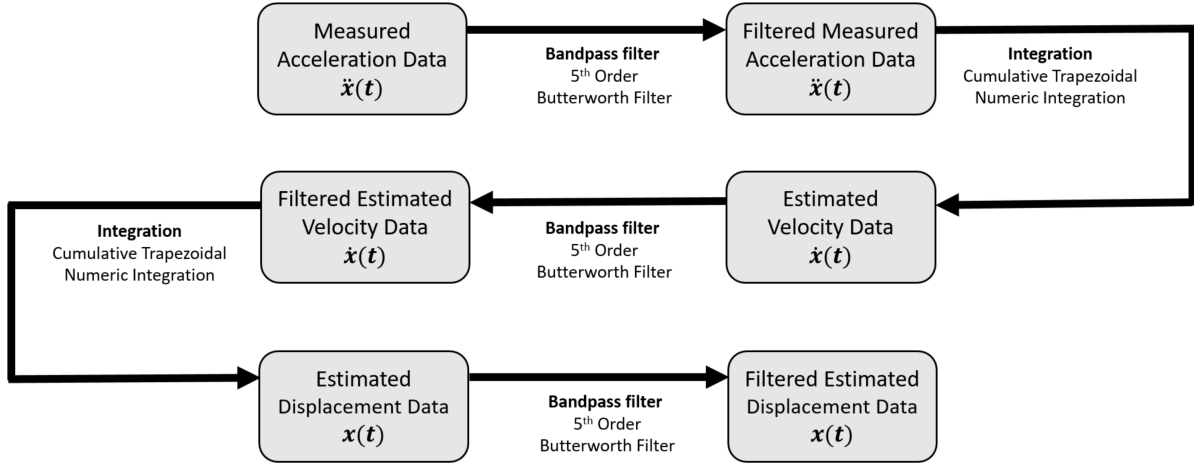 Measured
Acceleration Data
ẍ(t)
Bandpass filter
5th Order
Butterworth Filter
Filtered Measured
Acceleration Data
ẍ(t)
Integration
Cumulative Trapezoidal
Numeric Integration
Estimated
Velocity Data
ẋ(t)
Bandpass filter
5th Order
Butterworth Filter
Filtered Estimated
Velocity Data
ẋ(t)
Integration
Cumulative Trapezoidal
Numeric Integration
Estimated
Displacement Data
x(t)
Bandpass filter
5th Order
Butterworth Filter
Filtered Estimated
Displacement Data
x(t)